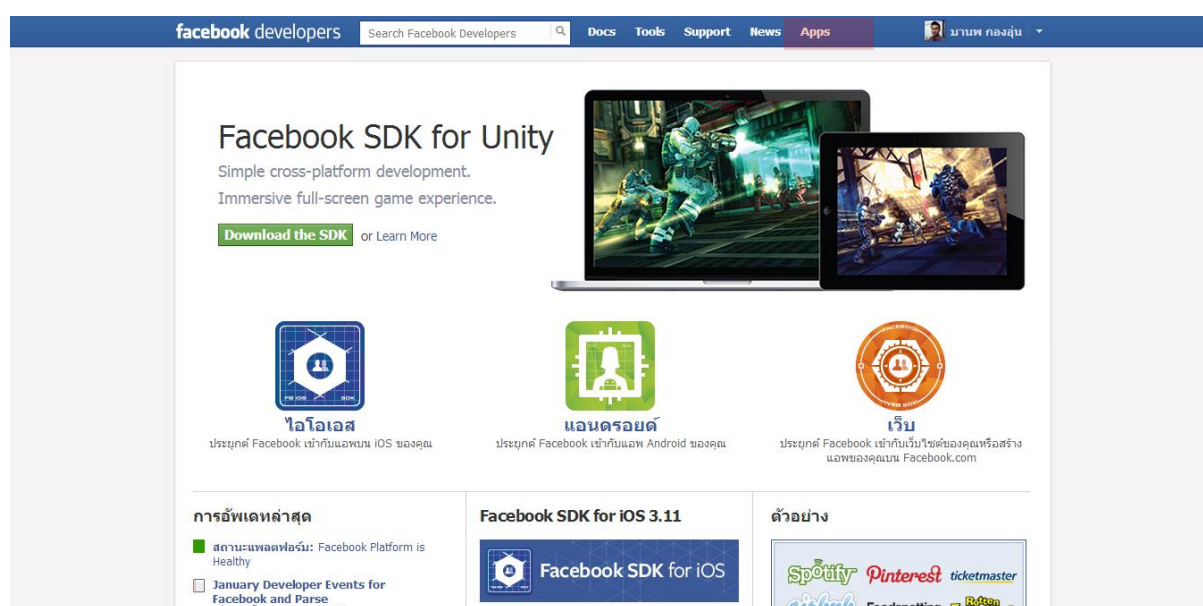 facebook developers
Search Facebook Developers
Docs Tools Support News Apps
มานพ กองอุ่น
Facebook SDK for Unity
Simple cross-platform development.
Immersive full-screen game experience.
Download the SDK or Learn More
FB IOS SDK
FACEBOOK
WEB SDK
ไอโอเอส
ประยุกต์ Facebook เข้ากับแอพบน iOS ของคุณ
แอนดรอยด์
ประยุกต์ Facebook เข้ากับแอพ Android ของคุณ
เว็บ
ประยุกต์ Facebook เข้ากับเว็บไซต์ของคุณหรือสร้าง
แอพของคุณบน Facebook.com
การอัพเดทล่าสุด
สถานะแพลตฟอร์ม: Facebook Platform is
Healthy
January Developer Events for
Facebook and Parse
Facebook SDK for iOS 3.11
Facebook SDK for iOS
ตัวอย่าง
Spotify Pinterest ticketmaster
airbnb Foodspotting Rotten